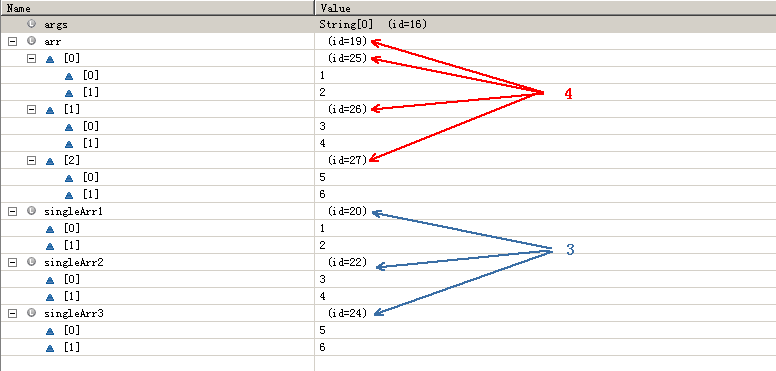 Name Value
args String[0] (id=16)
arr (id=19)
[0] (id=25)
[0] 1
[1] 2
[1] (id=26)
[0] 3
[1] 4
[2] (id=27)
[0] 5
[1] 6
singleArr1 (id=20)
[0] 1
[1] 2
singleArr2 (id=22)
[0] 3
[1] 4
singleArr3 (id=24)
[0] 5
[1] 6
4
3